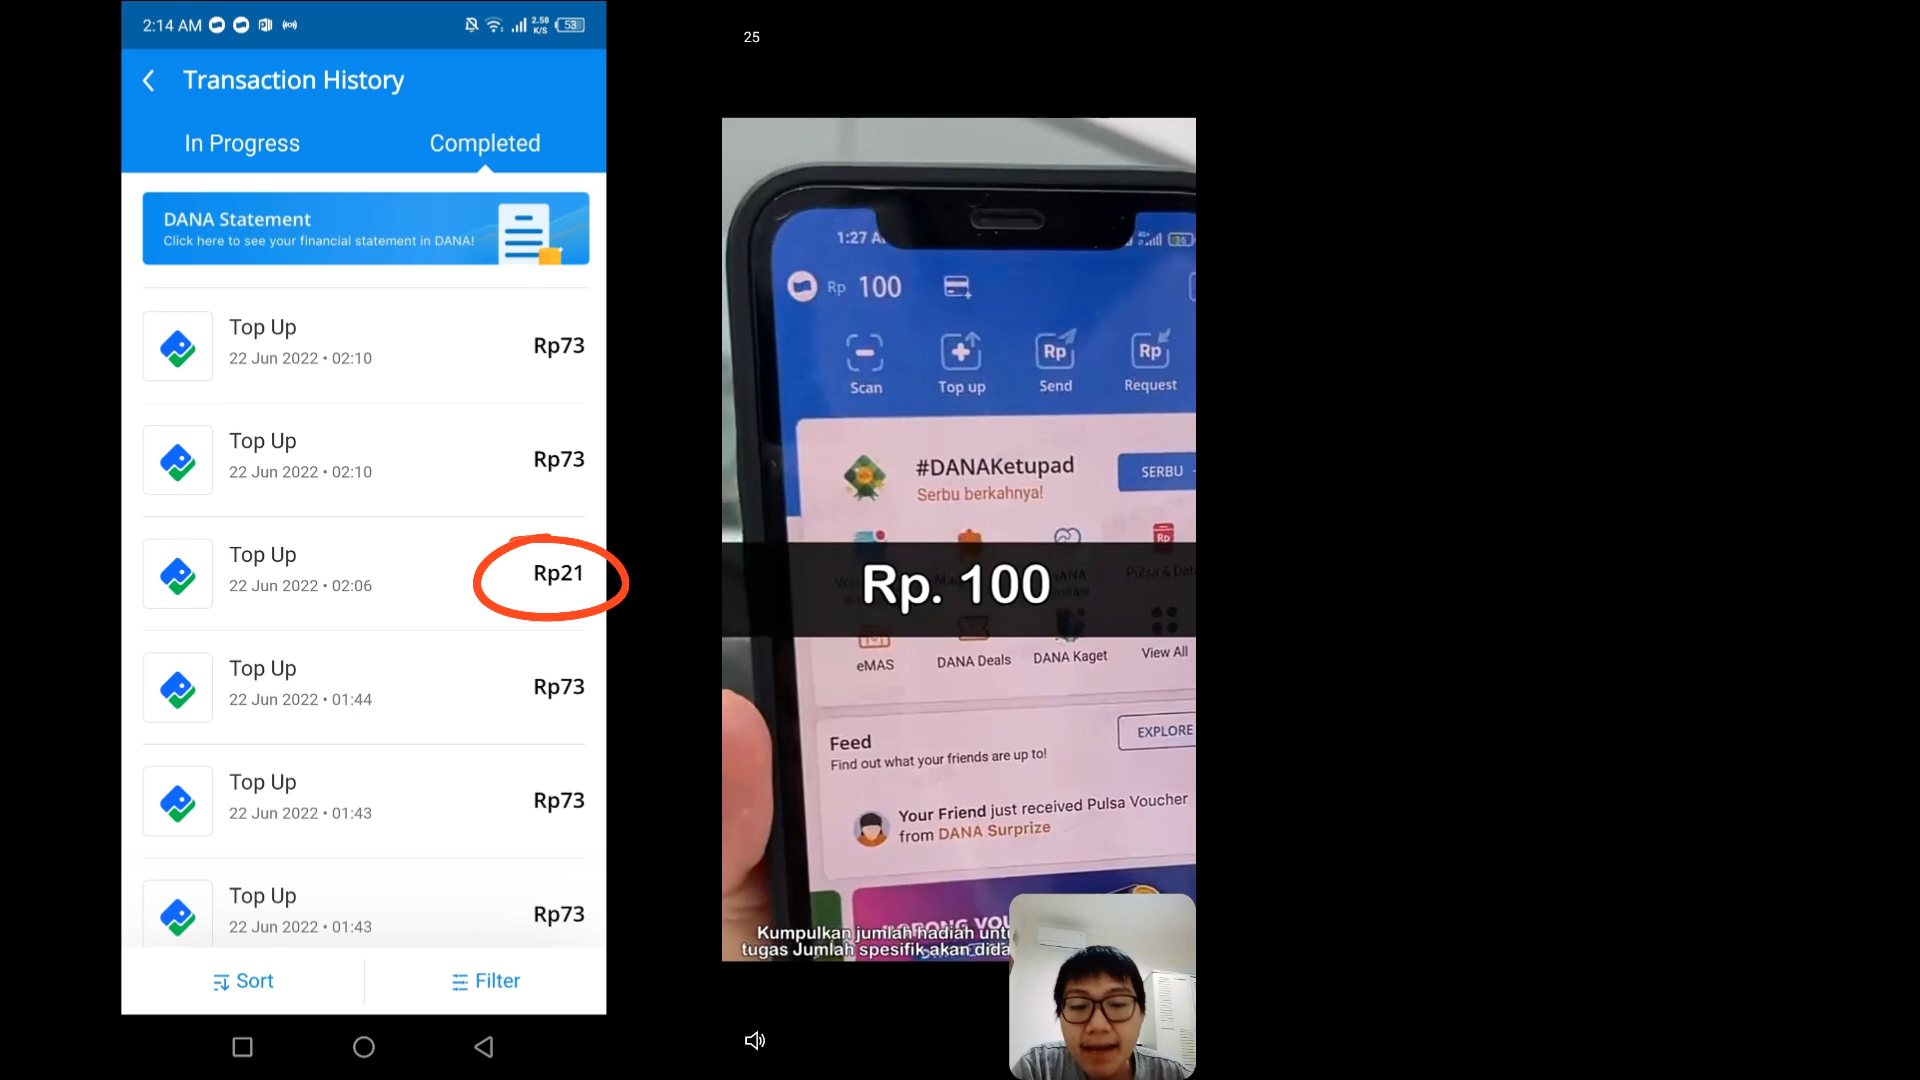 2:14 AM
2.58
K/S
53
Transaction History
In Progress
Completed
DANA Statement
Click here to see your financial statement in DANA!
Top Up
22 Jun 2022 • 02:10
Rp73
Top Up
22 Jun 2022 • 02:10
Rp73
Top Up
22 Jun 2022 • 02:06
Rp21
Top Up
22 Jun 2022 • 01:44
Rp73
Top Up
22 Jun 2022 • 01:43
Rp73
Top Up
22 Jun 2022 • 01:43
Rp73
Sort
Filter
25
1:27
Rp 100
Scan
Top up
Send
Request
Rp
Rp
#DANAKetupad
Serbu berkahnya!
SERBU
Rp
Rp. 100
eMAS
DANA Deals
DANA Kaget
View All
Feed
Find out what your friends are up to!
EXPLORE
Your Friend just received Pulsa Voucher
from DANA Surprize
Kumpulkan jumlah hadiah
tugas Jumlah spesifik akan